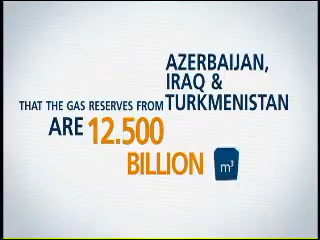 AZERBAIJAN,
IRAQ &
THAT THE GAS RESERVES FROM TURKMENISTAN
ARE 12.500
BILLION m³